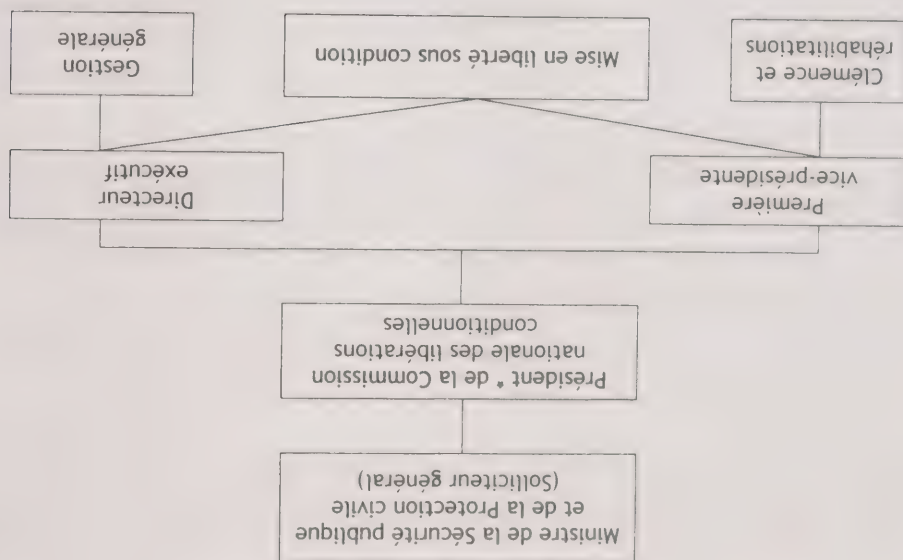 Ministre de la Sécurité publique
et de la Protection civile
(Solliciteur général)
Président * de la Commission
nationale des libérations
conditionnelles
Première
vice-présidente
Directeur
exécutif
Clémence et
réhabilitations
Mise en liberté sous condition
Gestion
générale